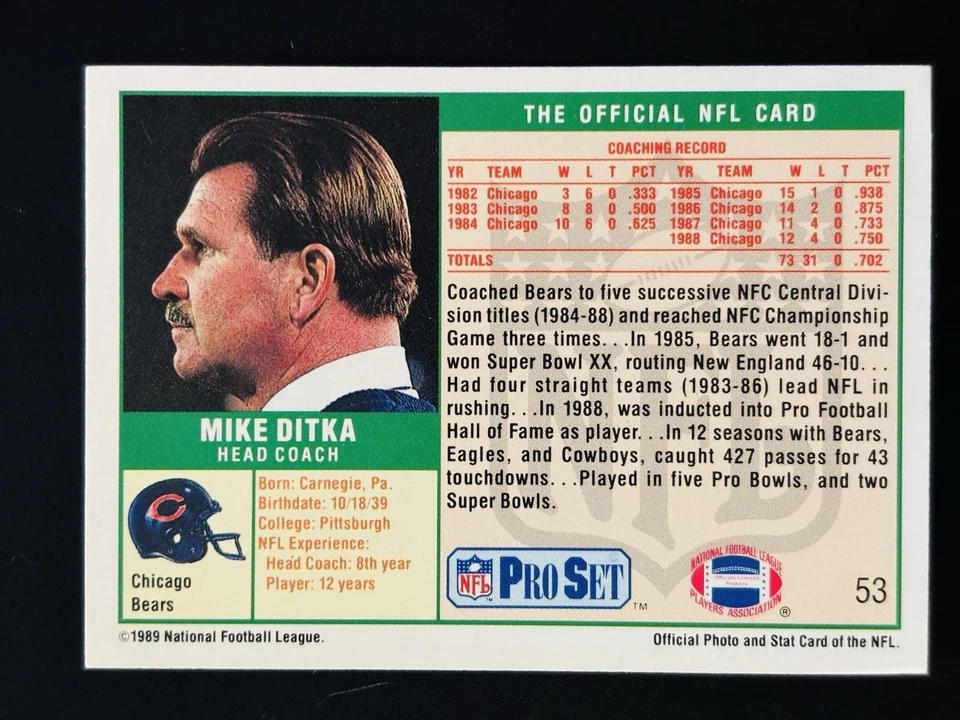 THE OFFICIAL NFL CARD
COACHING RECORD
YR TEAM W L T PCT YR TEAM W L T PCT
1982 Chicago 3 6 0 .333 1985 Chicago 15 1 0 .938
1983 Chicago 8 8 0 .500 1986 Chicago 14 2 0 .875
1984 Chicago 10 6 0 .625 1987 Chicago 11 4 0 .733
1988 Chicago 12 4 0 .750
TOTALS 73 31 0 .702
Coached Bears to five successive NFC Central Divi-
sion titles (1984-88) and reached NFC Championship
Game three times. . .In 1985, Bears went 18-1 and
won Super Bowl XX, routing New England 46-10. . .
Had four straight teams (1983-86) lead NFL in
rushing. . .In 1988, was inducted into Pro Football
Hall of Fame as player. . .In 12 seasons with Bears,
Eagles, and Cowboys, caught 427 passes for 43
touchdowns. . .Played in five Pro Bowls, and two
Super Bowls.
MIKE DITKA
HEAD COACH
Chicago
Bears
Born: Carnegie, Pa.
Birthdate: 10/18/39
College: Pittsburgh
NFL Experience:
Head Coach: 8th year
Player: 12 years
NFL PRO SET TM
NATIONAL FOOTBALL LEAGUE
Officially Licensed
Products
PLAYERS ASSOCIATION ®
53
©1989 National Football League.
Official Photo and Stat Card of the NFL.
NFL